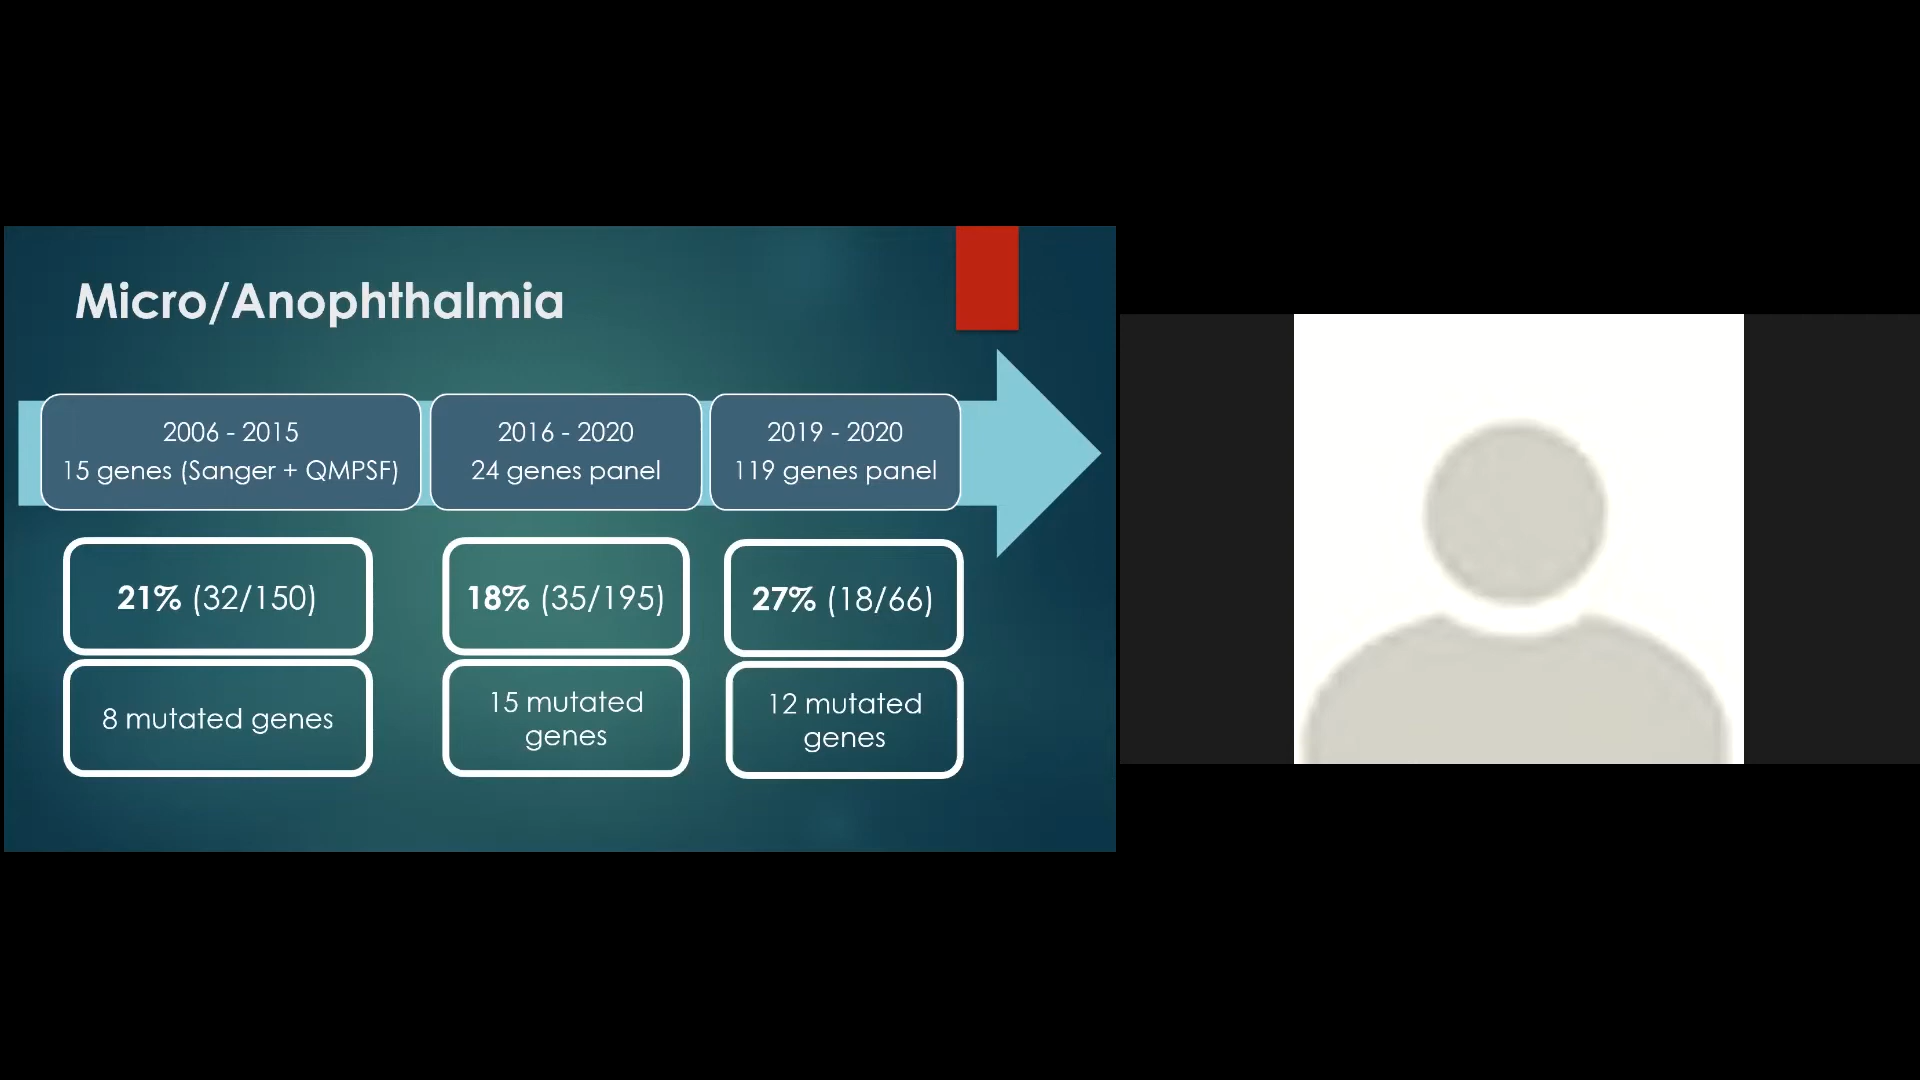 Micro/Anophthalmia
2006 - 2015
15 genes (Sanger + QMPSF)
2016 - 2020
24 genes panel
2019 - 2020
119 genes panel
21% (32/150)
18% (35/195)
27% (18/66)
8 mutated genes
15 mutated
genes
12 mutated
genes